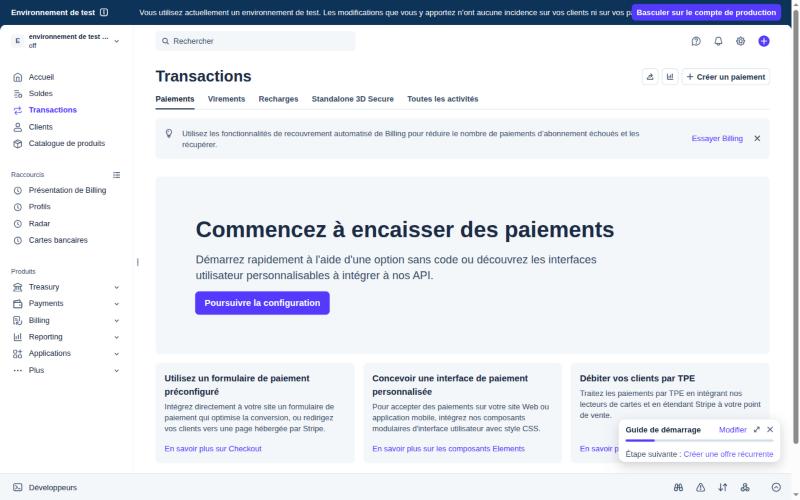 Environnement de test
Vous utilisez actuellement un environnement de test. Les modifications que vous y apportez n'ont aucune incidence sur vos clients ni sur vos
Basculer sur le compte de production
E
environnement de test ...
off
Rechercher
Accueil
Soldes
Transactions
Clients
Catalogue de produits
Raccourcis
Présentation de Billing
Profils
Radar
Cartes bancaires
Produits
Treasury
Payments
Billing
Reporting
Applications
Plus
Transactions
Créer un paiement
Paiements
Virements
Recharges
Standalone 3D Secure
Toutes les activités
Utilisez les fonctionnalités de recouvrement automatisé de Billing pour réduire le nombre de paiements d'abonnement échoués et les
récupérer.
Essayer Billing
Commencez à encaisser des paiements
Démarrez rapidement à l'aide d'une option sans code ou découvrez les interfaces
utilisateur personnalisables à intégrer à nos API.
Poursuivre la configuration
Utilisez un formulaire de paiement
préconfiguré
Intégrez directement à votre site un formulaire de
paiement qui optimise la conversion, ou redirigez
vos clients vers une page hébergée par Stripe.
En savoir plus sur Checkout
Concevoir une interface de paiement
personnalisée
Pour accepter des paiements sur votre site Web ou
application mobile, intégrez nos composants
modulaires d'interface utilisateur avec style CSS.
En savoir plus sur les composants Elements
Débiter vos clients par TPE
Traitez les paiements par TPE en intégrant nos
lecteurs de cartes et en étendant Stripe à votre point
de vente.
En savoir p
Guide de démarrage
Modifier
Étape suivante : Créer une offre récurrente
Développeurs